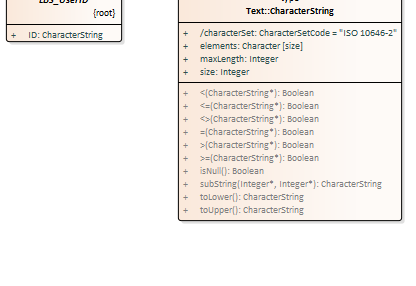 LDS_UserID
{root}
+ ID: CharacterString
Text::CharacterString
+ /characterSet: CharacterSetCode = "ISO 10646-2"
+ elements: Character [size]
+ maxLength: Integer
+ size: Integer
+ <(CharacterString*): Boolean
+ <=(CharacterString*): Boolean
+ <>(CharacterString*): Boolean
+ =(CharacterString*): Boolean
+ >(CharacterString*): Boolean
+ >=(CharacterString*): Boolean
+ isNull(): Boolean
+ subString(Integer*, Integer*): CharacterString
+ toLower(): CharacterString
+ toUpper(): CharacterString